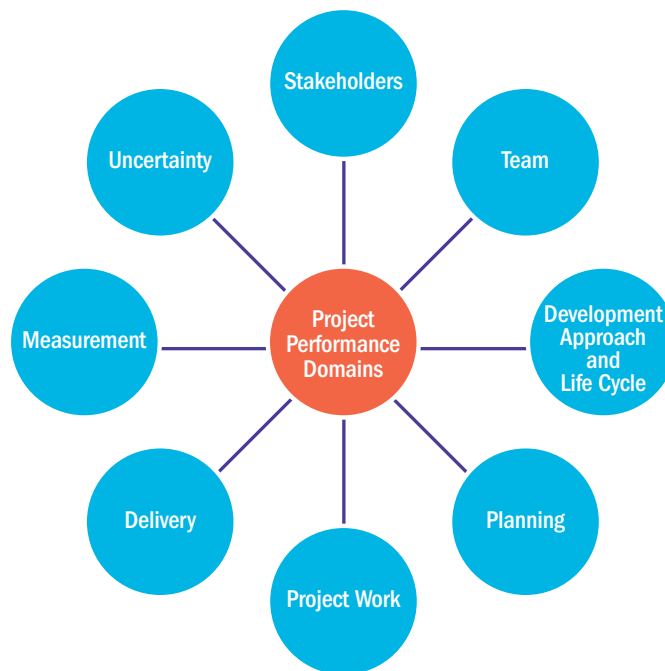 Stakeholders
Team
Development
Approach
and
Life Cycle
Planning
Project Work
Delivery
Measurement
Uncertainty
Project
Performance
Domains